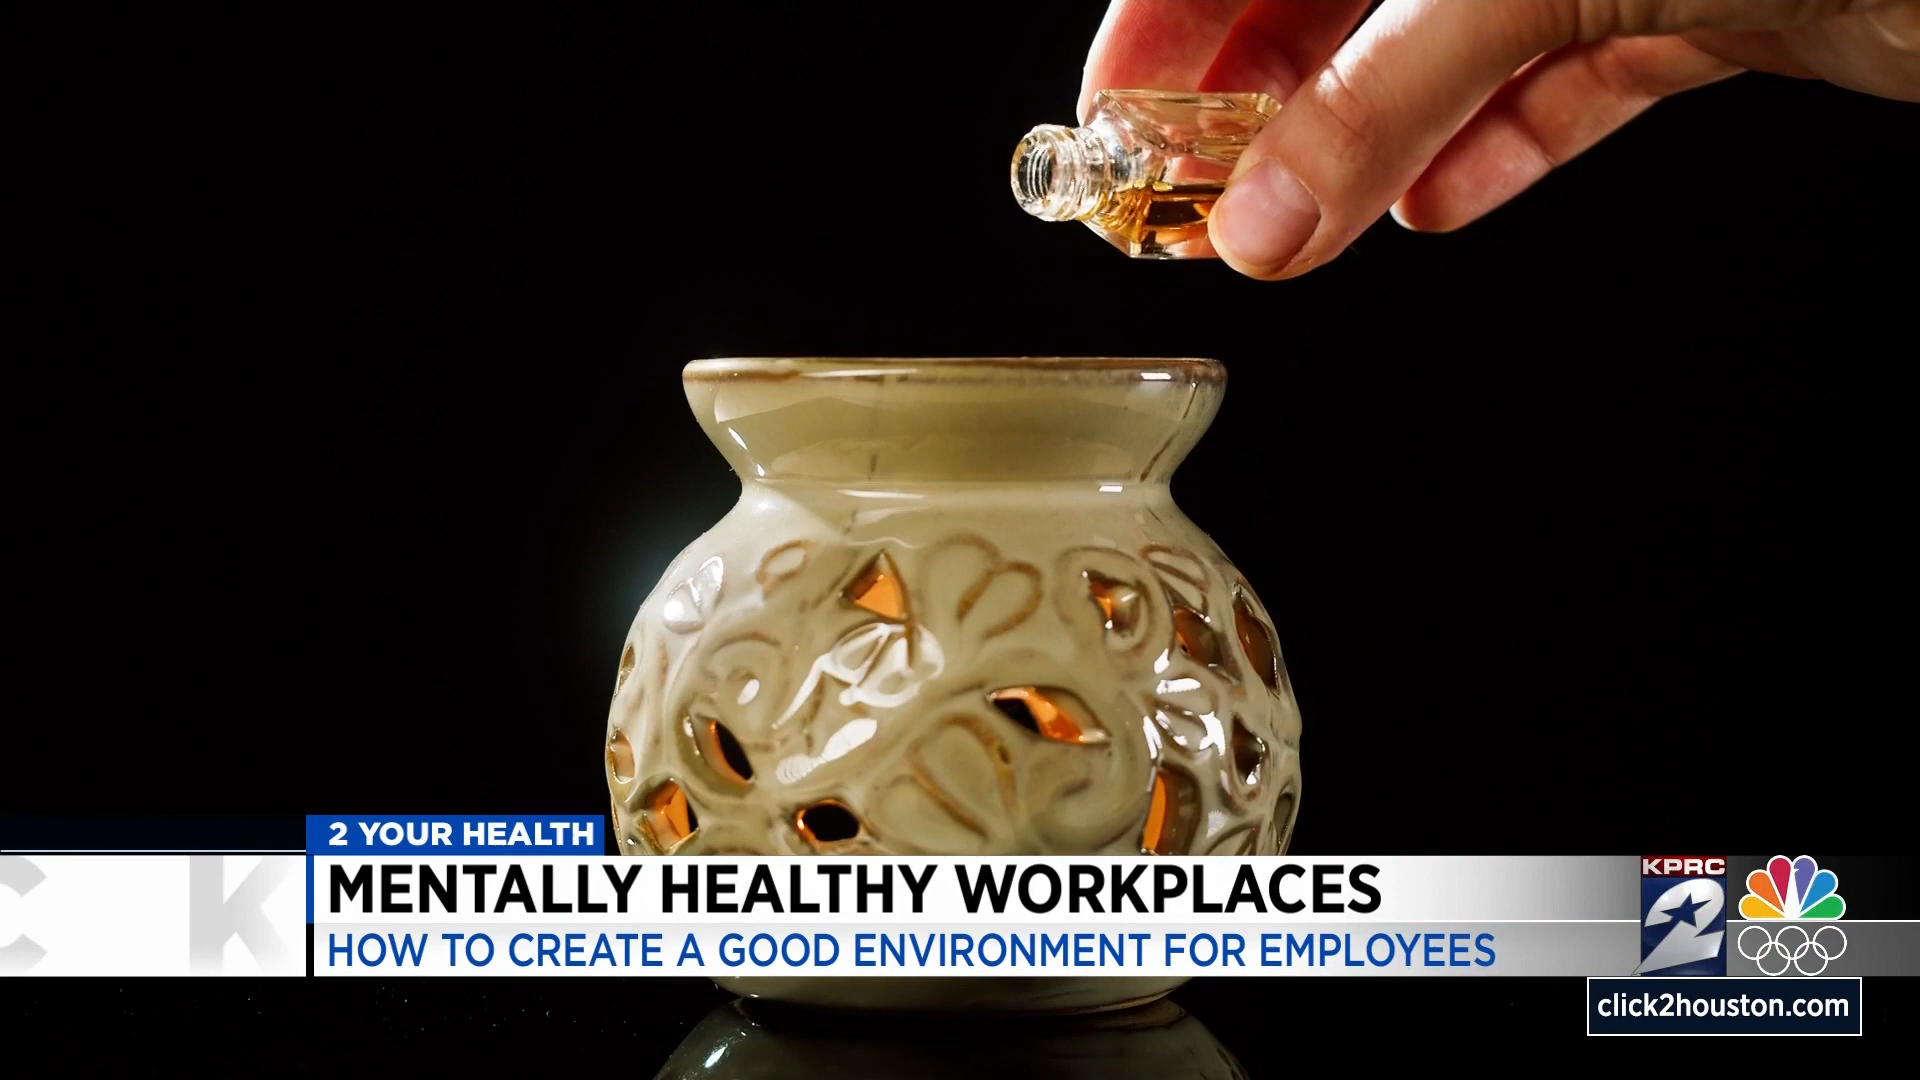 2 YOUR HEALTH
C K
MENTALLY HEALTHY WORKPLACES
HOW TO CREATE A GOOD ENVIRONMENT FOR EMPLOYEES
KPRC
2
click2houston.com